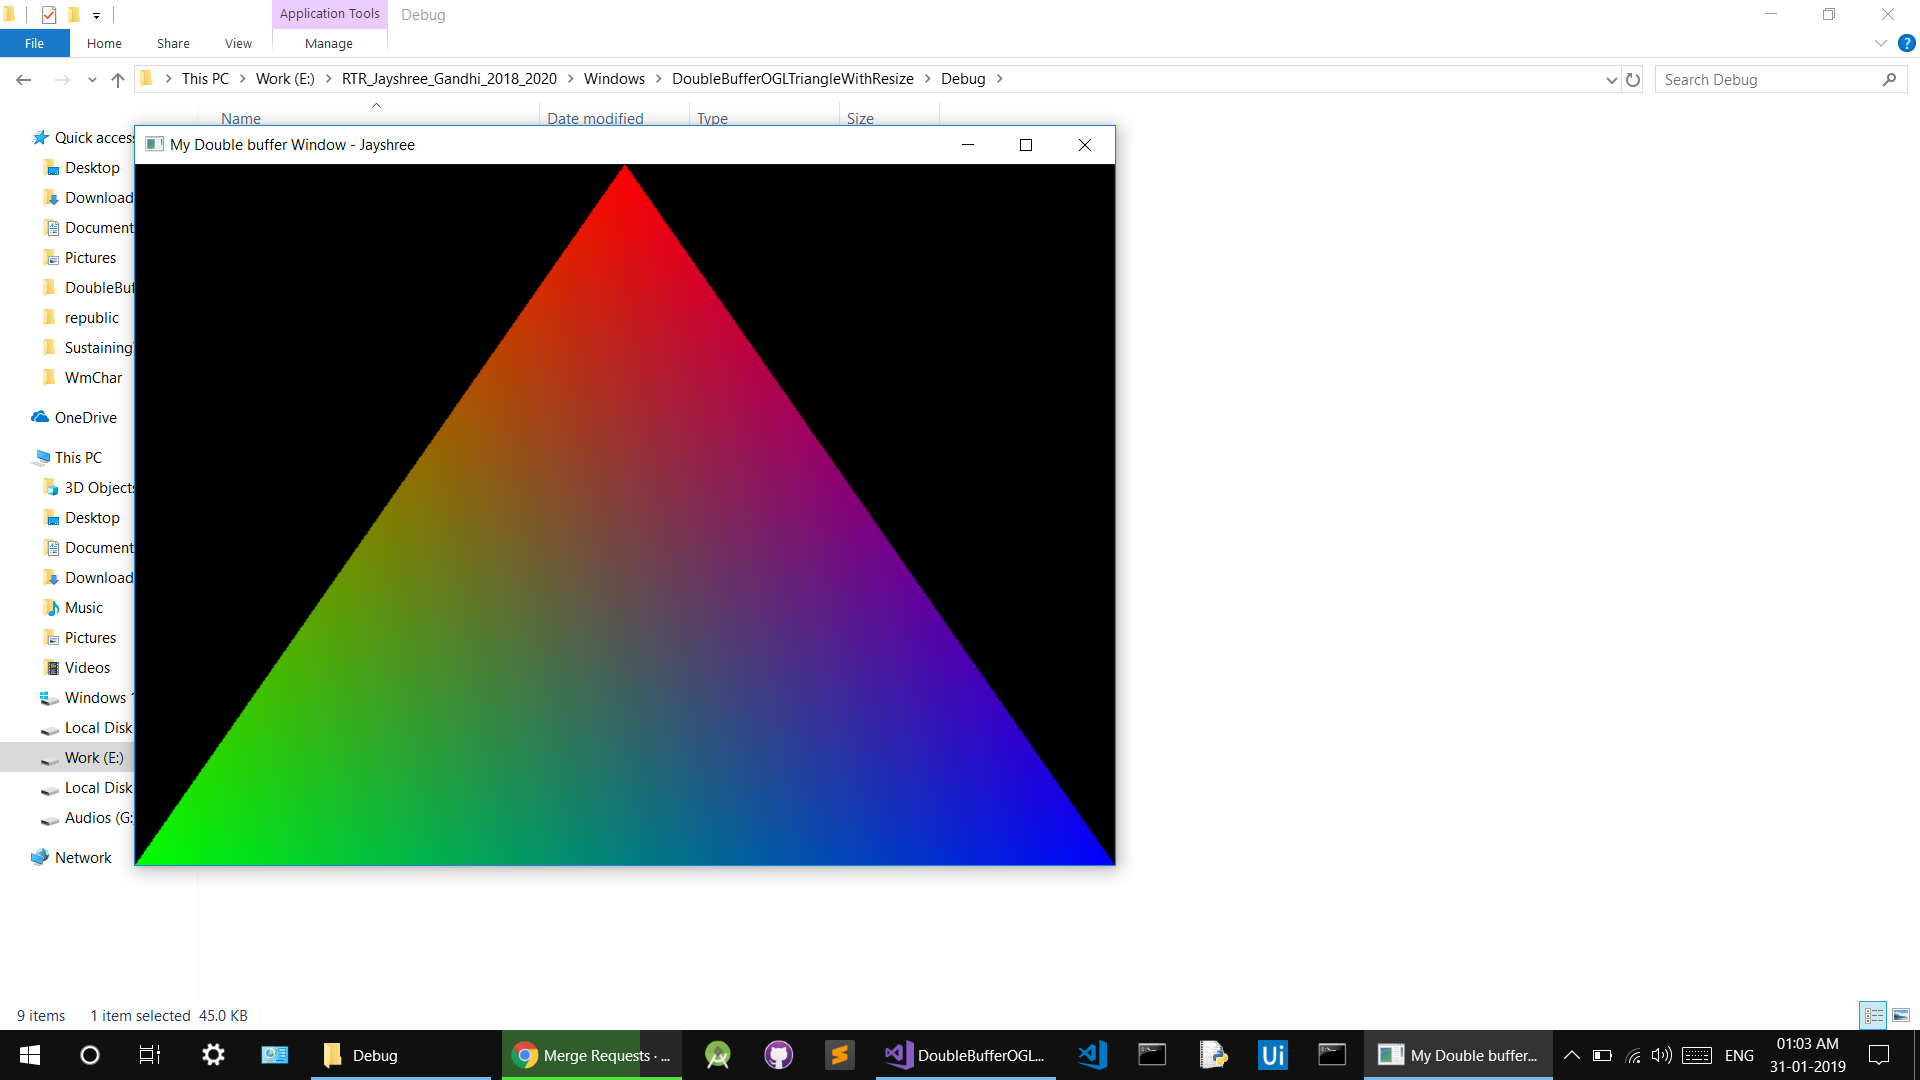 Application Tools
Debug
File
Home
Share
View
Manage
?
This PC
Work (E:)
RTR_Jayshree_Gandhi_2018_2020
Windows
DoubleBufferOGLTriangleWithResize
Debug
Search Debug
Name
Date modified
Type
Size
My Double buffer Window - Jayshree
Quick access
Desktop
Download
Document
Pictures
DoubleBuf
republic
Sustaining
WmChar
OneDrive
This PC
3D Objects
Desktop
Document
Download
Music
Pictures
Videos
Windows 1
Local Disk
Work (E:)
Local Disk
Audios (G:
Network
9 items
1 item selected 45.0 KB
Debug
Merge Requests · ...
DoubleBufferOGL...
Ui
My Double buffer...
ENG
01:03 AM
31-01-2019